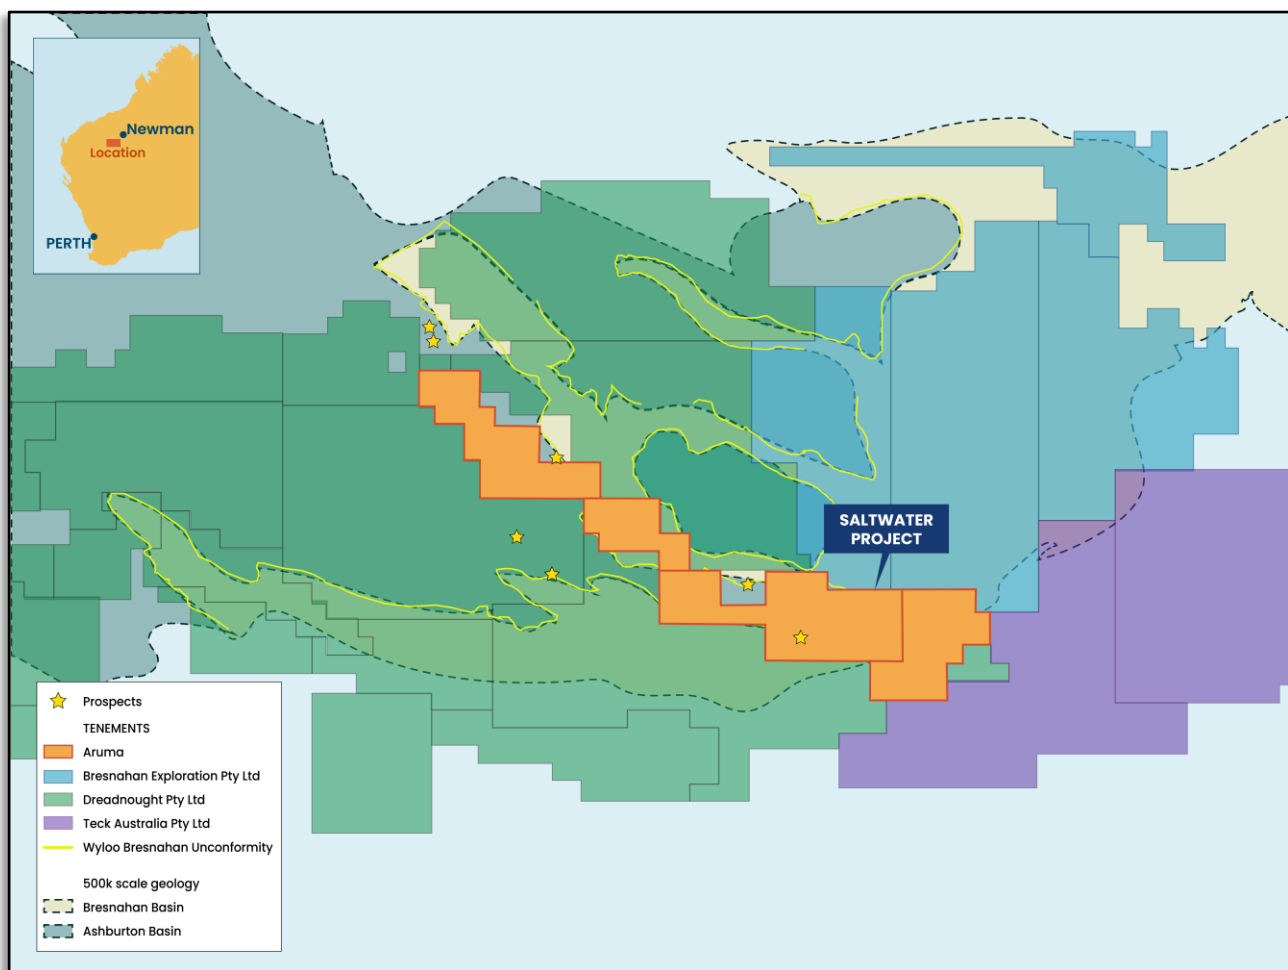 Newman
Location
PERTH
SALTWATER
PROJECT
Prospects
TENEMENTS
Aruma
Bresnahan Exploration Pty Ltd
Dreadnought Pty Ltd
Teck Australia Pty Ltd
Wyloo Bresnahan Unconformity
500k scale geology
Bresnahan Basin
Ashburton Basin